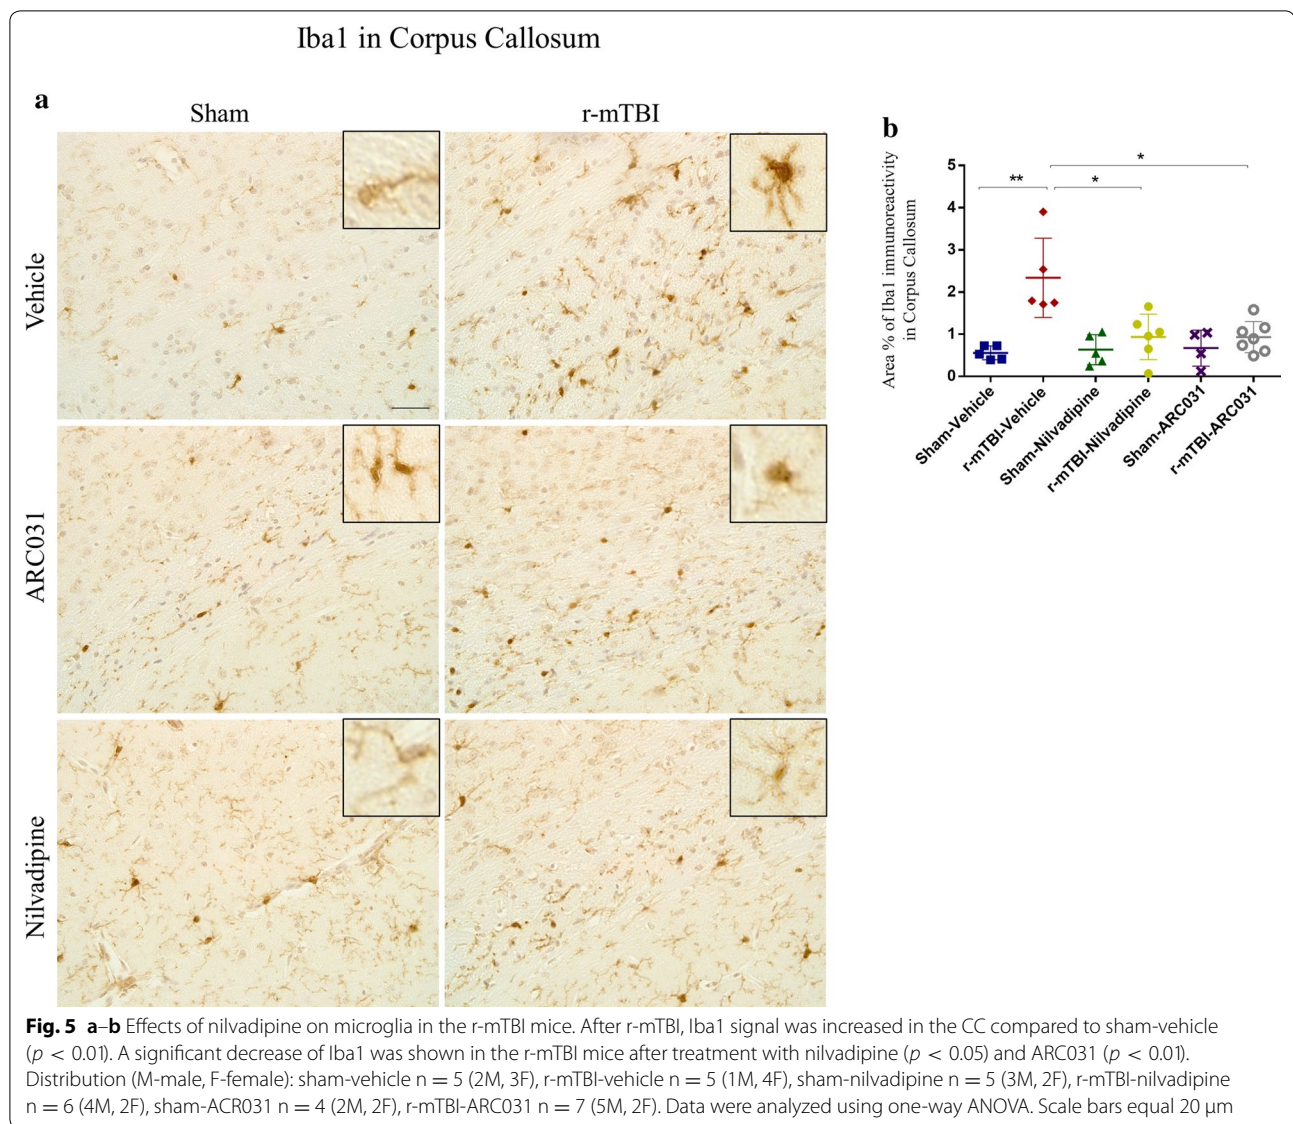 Iba1 in Corpus Callosum
a
Sham
r-mTBI
Vehicle
ARC031
Nilvadipine
b
Area % of Iba1 immunoreactivity
in Corpus Callosum
5
4
3
2
1
0
**
*
*
Sham-Vehicle
r-mTBI-Vehicle
Sham-Nilvadipine
r-mTBI-Nilvadipine
Sham-ARC031
r-mTBI-ARC031
Fig. 5 a–b Effects of nilvadipine on microglia in the r-mTBI mice. After r-mTBI, Iba1 signal was increased in the CC compared to sham-vehicle
(p < 0.01). A significant decrease of Iba1 was shown in the r-mTBI mice after treatment with nilvadipine (p < 0.05) and ARC031 (p < 0.01).
Distribution (M-male, F-female): sham-vehicle n = 5 (2M, 3F), r-mTBI-vehicle n = 5 (1M, 4F), sham-nilvadipine n = 5 (3M, 2F), r-mTBI-nilvadipine
n = 6 (4M, 2F), sham-ACR031 n = 4 (2M, 2F), r-mTBI-ARC031 n = 7 (5M, 2F). Data were analyzed using one-way ANOVA. Scale bars equal 20 µm